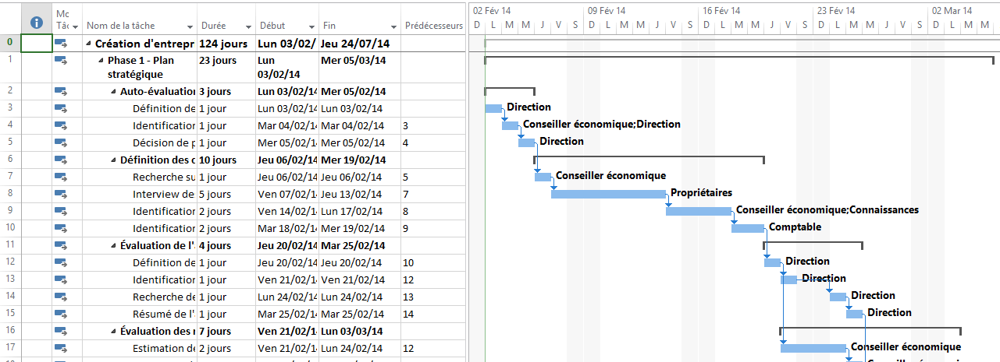 Mo
Tâc Nom de la tâche Durée Début Fin Prédécesseurs
02 Fév 14 09 Fév 14 16 Fév 14 23 Fév 14 02 Mar 14
D L M M J V S D L M M J V S D L M M J V S D L M M J V S D L M M
0 Création d'entrepr 124 jours Lun 03/02/ Jeu 24/07/14
1 Phase 1 - Plan stratégique 23 jours Lun 03/02/14 Mer 05/03/14
2 Auto-évaluation 3 jours Lun 03/02/14 Mer 05/02/14
3 Définition de 1 jour Lun 03/02/14 Lun 03/02/14 Direction
4 Identification 1 jour Mar 04/02/14 Mar 04/02/14 3 Conseiller économique;Direction
5 Décision de p 1 jour Mer 05/02/14 Mer 05/02/14 4 Direction
6 Définition des o 10 jours Jeu 06/02/14 Mer 19/02/14
7 Recherche su 1 jour Jeu 06/02/14 Jeu 06/02/14 5 Conseiller économique
8 Interview de 5 jours Ven 07/02/14 Jeu 13/02/14 7 Propriétaires
9 Identification 2 jours Ven 14/02/14 Lun 17/02/14 8 Conseiller économique;Connaissances
10 Identification 2 jours Mar 18/02/14 Mer 19/02/14 9 Comptable
11 Évaluation de l'a 4 jours Jeu 20/02/14 Mar 25/02/14
12 Définition de 1 jour Jeu 20/02/14 Jeu 20/02/14 10 Direction
13 Identification 1 jour Ven 21/02/14 Ven 21/02/14 12 Direction
14 Recherche de 1 jour Lun 24/02/14 Lun 24/02/14 13 Direction
15 Résumé de l'a 1 jour Mar 25/02/14 Mar 25/02/14 14 Direction
16 Évaluation des r 7 jours Ven 21/02/14 Lun 03/03/14
17 Estimation de 2 jours Ven 21/02/14 Lun 24/02/14 12 Conseiller économique